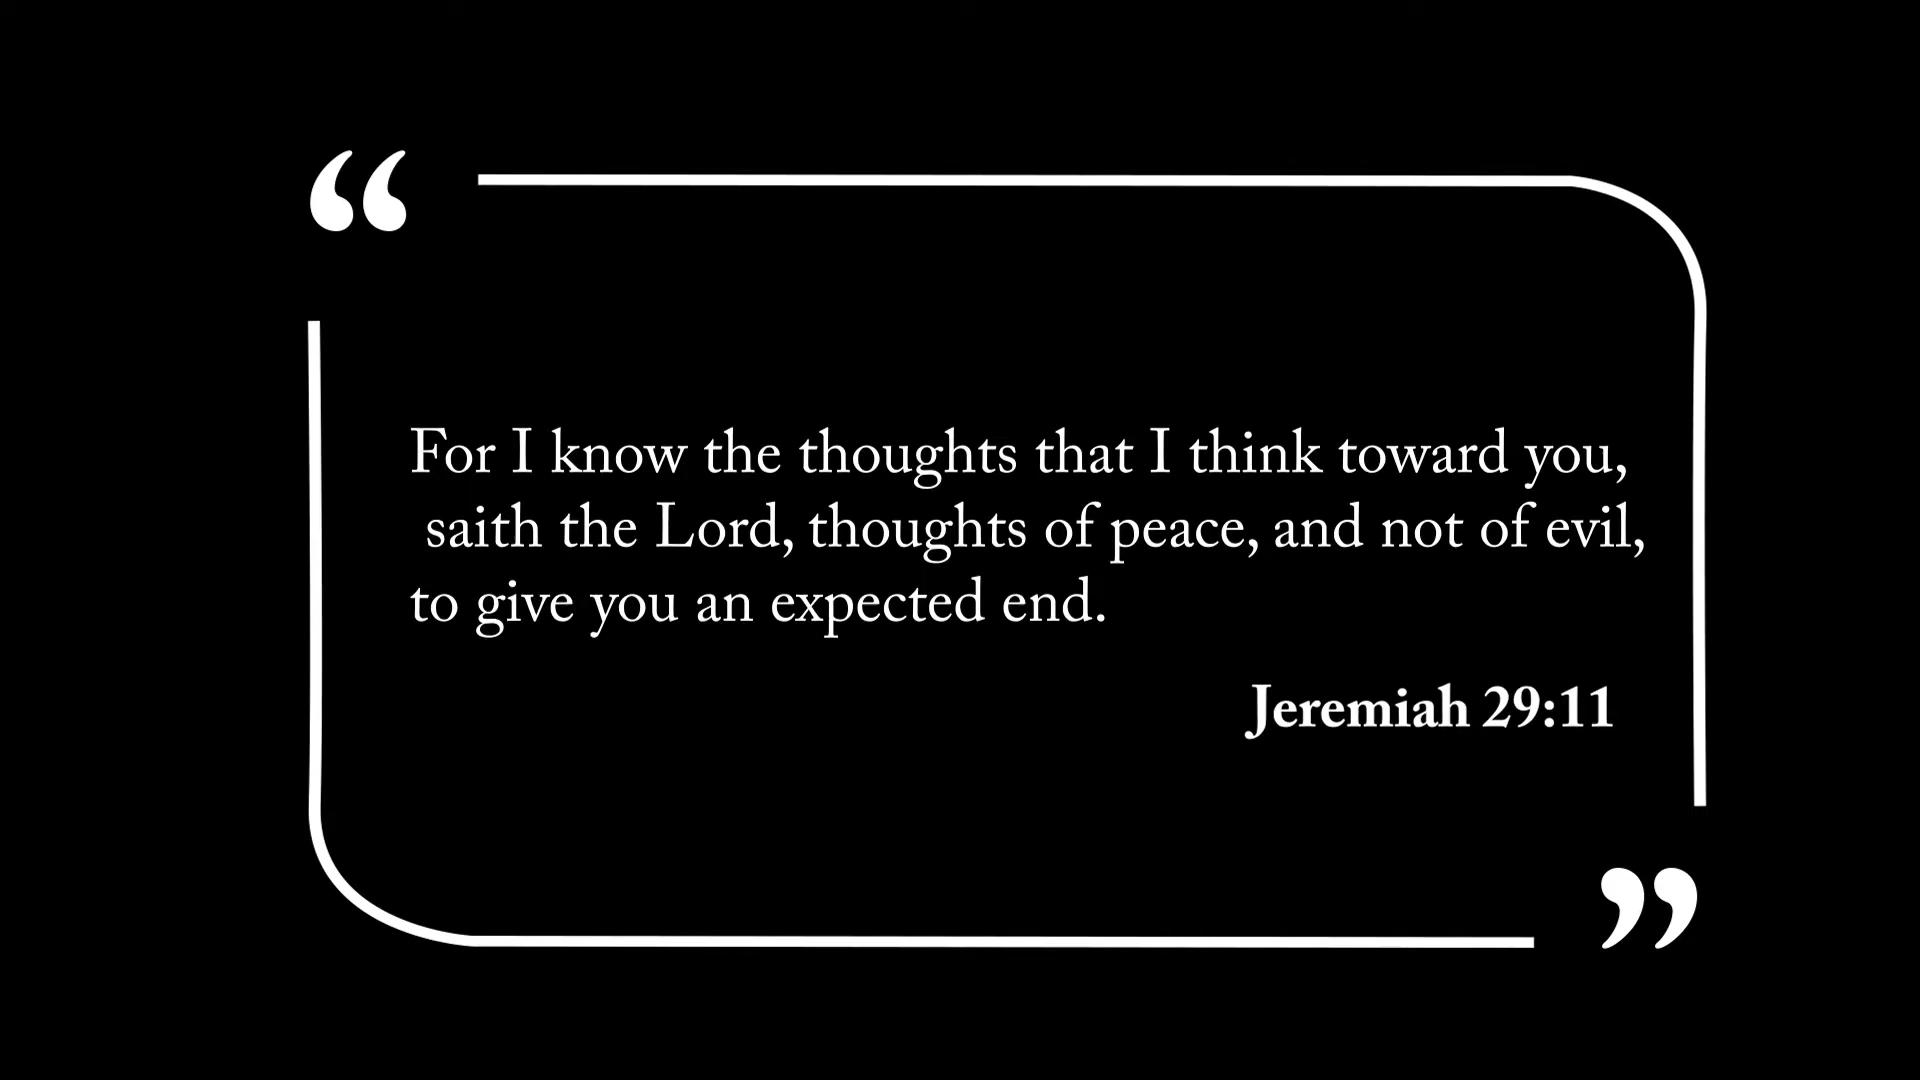 “
For I know the thoughts that I think toward you,
saith the Lord, thoughts of peace, and not of evil,
to give you an expected end.
Jeremiah 29:11
”